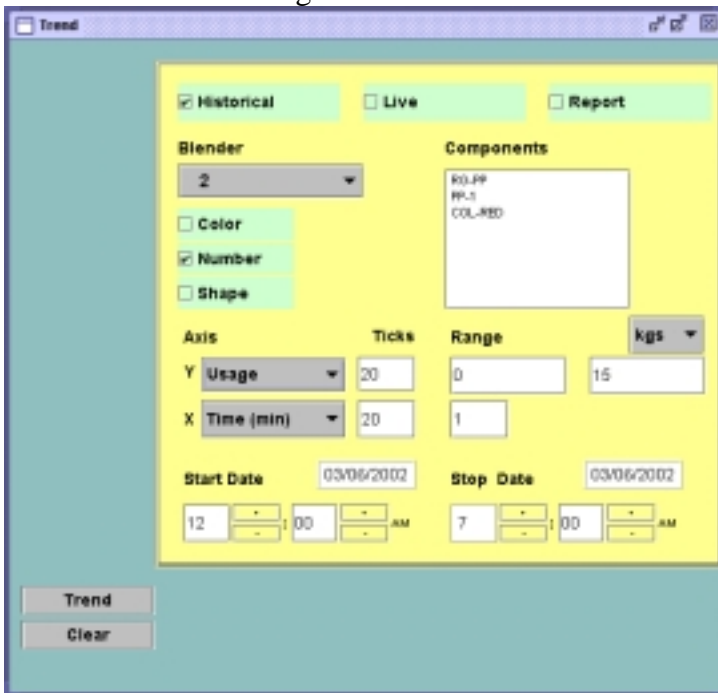 Trend
Historical Live Report
Blender Components
2
RG-PP
PP-1
COL-RED
Color
Number
Shape
Axis Ticks Range kgs
Y Usage 20 0 15
X Time (min) 20 1
Start Date 03/06/2002 Stop Date 03/06/2002
12 + - : 00 + - AM 7 + - : 00 + - AM
Trend
Clear